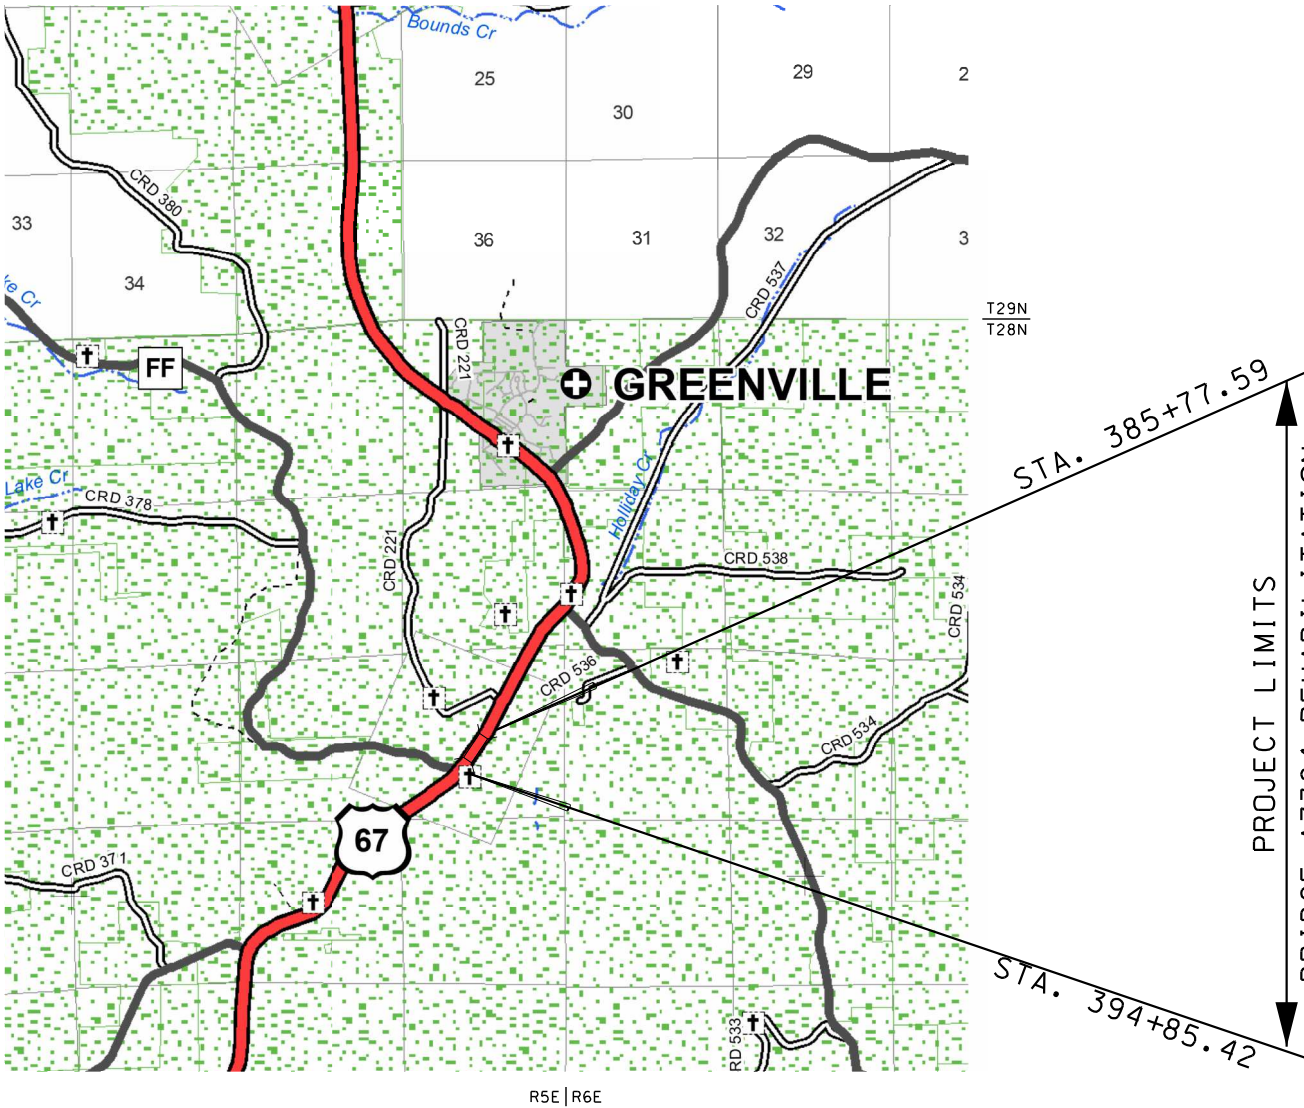 Bounds Cr
25
29
2
30
CRD 380
33
36
31
32
3
34
CRD 537
ke Cr
T29N
T28N
CRD 221
FF
GREENVILLE
STA. 385+77.59
Lake Cr
CRD 378
Holliday Cr
CRD 221
CRD 538
CRD 534
CRD 536
PROJECT LIMITS
CRD 534
67
CRD 371
STA. 394+85.42
RD 533
R5E R6E